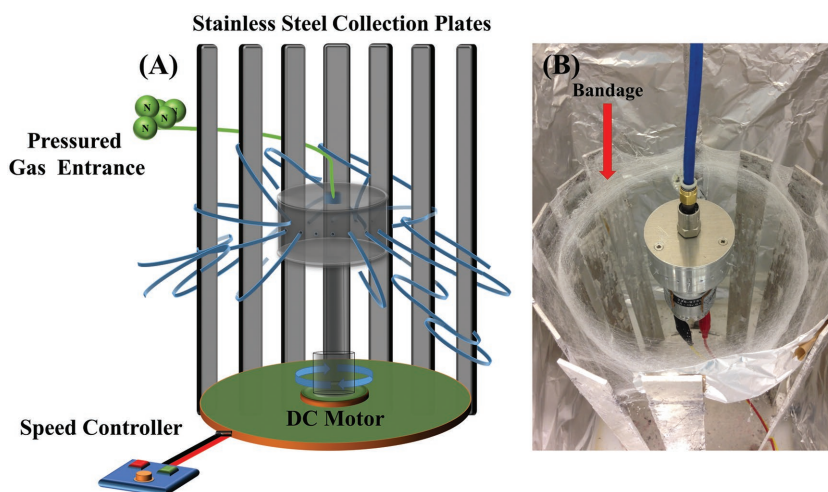 Stainless Steel Collection Plates
(A)
N
N
N
N
Pressured
Gas Entrance
DC Motor
Speed Controller
(B)
Bandage